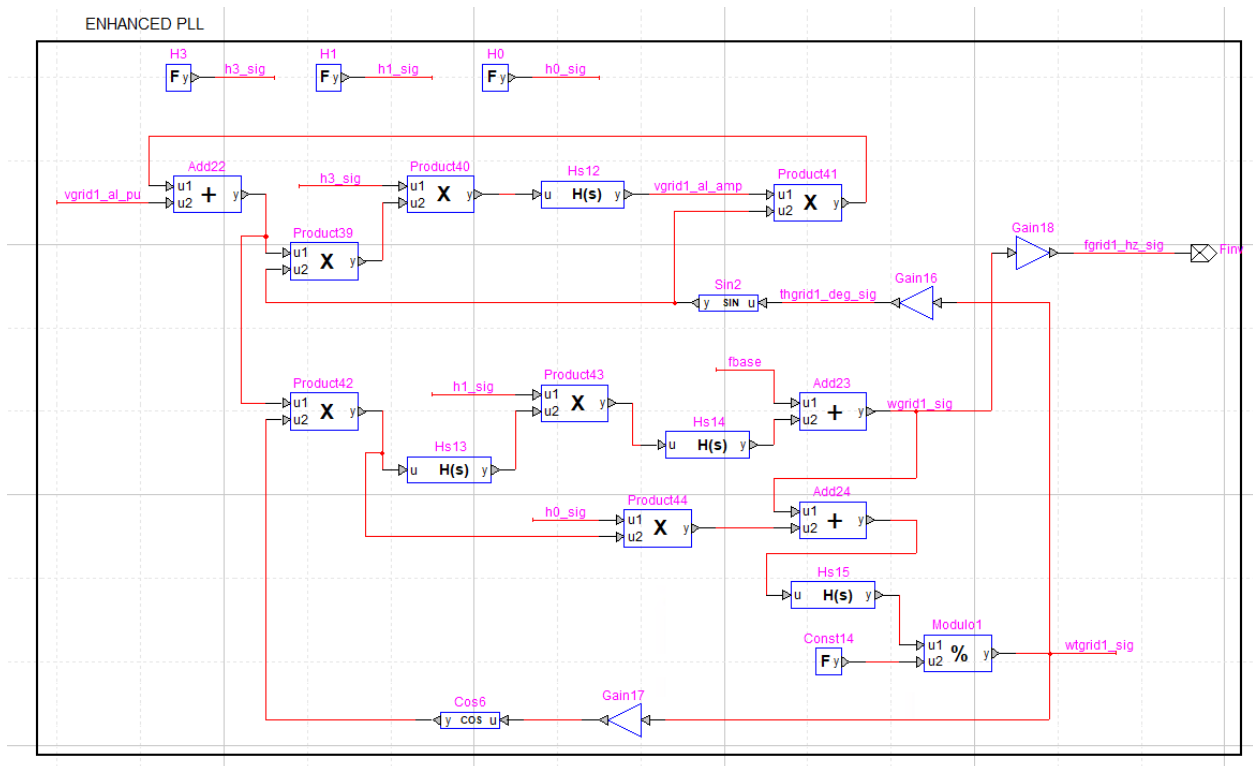 ENHANCED PLL
H3
H1
H0
F y
h3_sig
F y
h1_sig
F y
h0_sig
Add22
Product40
Hs12
Product41
vgrid1_al_pu
u1
u2
+
y
h3_sig
u1
u2
X
y
u
H(s)
y
vgrid1_al_amp
u1
u2
X
y
Product39
u1
u2
X
y
Gain18
fgrid1_hz_sig
Finv
Sin2
y SIN u
thgrid1_deg_sig
Gain16
Product42
u1
u2
X
y
h1_sig
Product43
u1
u2
X
y
fbase
Add23
u1
u2
+
y
wgrid1_sig
Hs13
u H(s) y
Hs14
u H(s) y
h0_sig
Product44
u1
u2
X
y
Add24
u1
u2
+
y
Hs15
u H(s) y
Const14
F y
Modulo1
u1
u2
%
y
wtgrid1_sig
Cos6
y cos u
Gain17